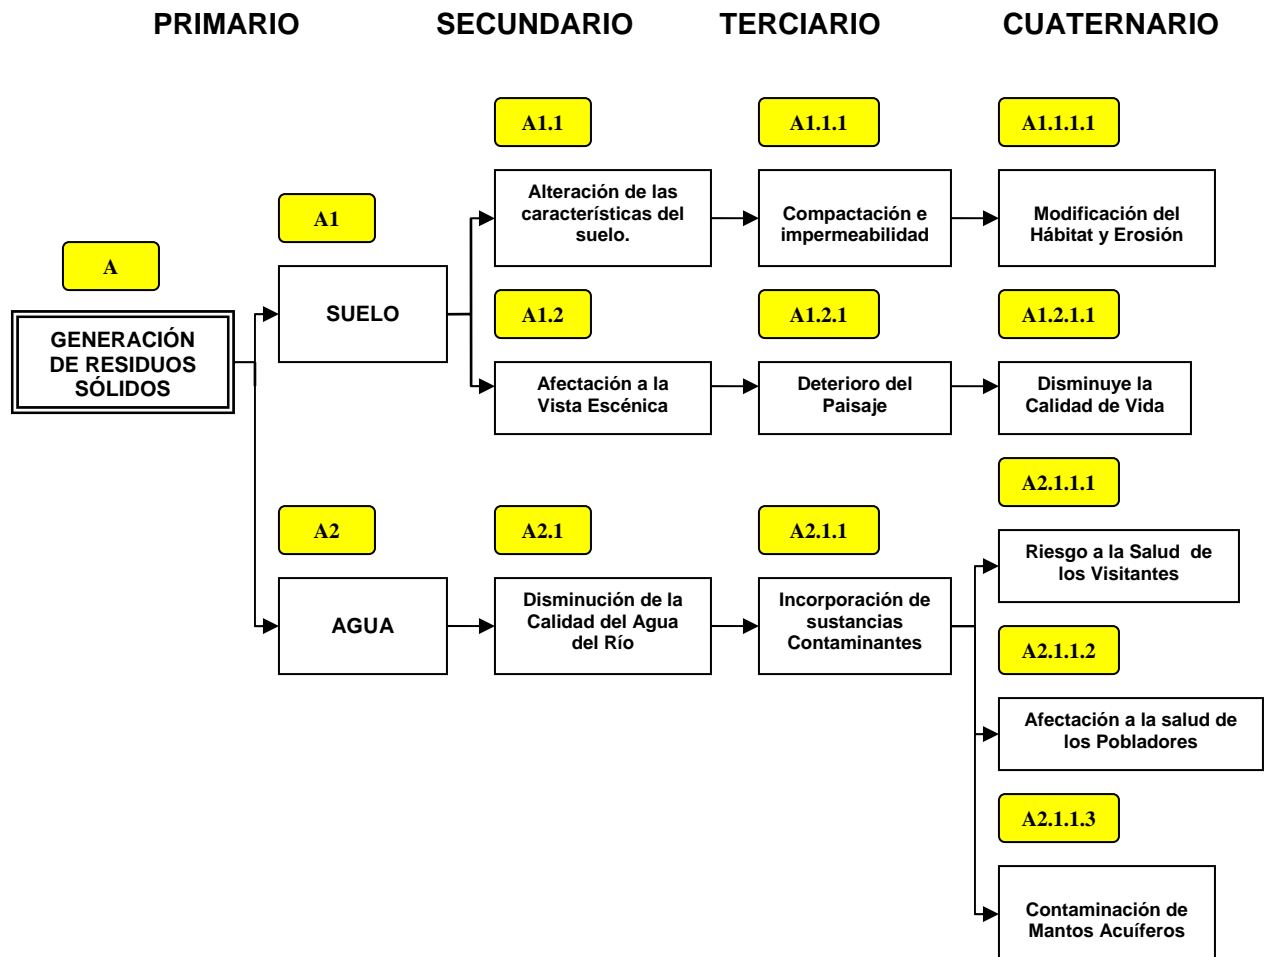 PRIMARIO SECUNDARIO TERCIARIO CUATERNARIO
A1.1 A1.1.1 A1.1.1.1
Alteración de las
características del
suelo.
Compactación e
impermeabilidad
Modificación del
Hábitat y Erosión
A1
SUELO
A
GENERACIÓN
DE RESIDUOS
SÓLIDOS
A1.2 A1.2.1 A1.2.1.1
Afectación a la
Vista Escénica
Deterioro del
Paisaje
Disminuye la
Calidad de Vida
A2.1.1.1
A2 A2.1 A2.1.1
Riesgo a la Salud de
los Visitantes
AGUA
Disminución de la
Calidad del Agua
del Río
Incorporación de
sustancias
Contaminantes
A2.1.1.2
Afectación a la salud de
los Pobladores
A2.1.1.3
Contaminación de
Mantos Acuíferos